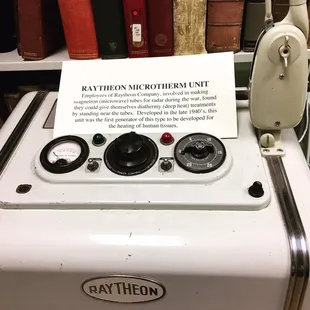 RAYTHEON MICROTHERM UNIT
Employees of Raytheon Company, involved in making
magnetron (microwave) tubes for radar during the war, found
they could give themselves diathermy (deep heat) treatments
by standing near the tubes. Developed in the late 1940's, this
unit was the first generator of this type to be developed for
the heating of human tissues.
RAYTHEON